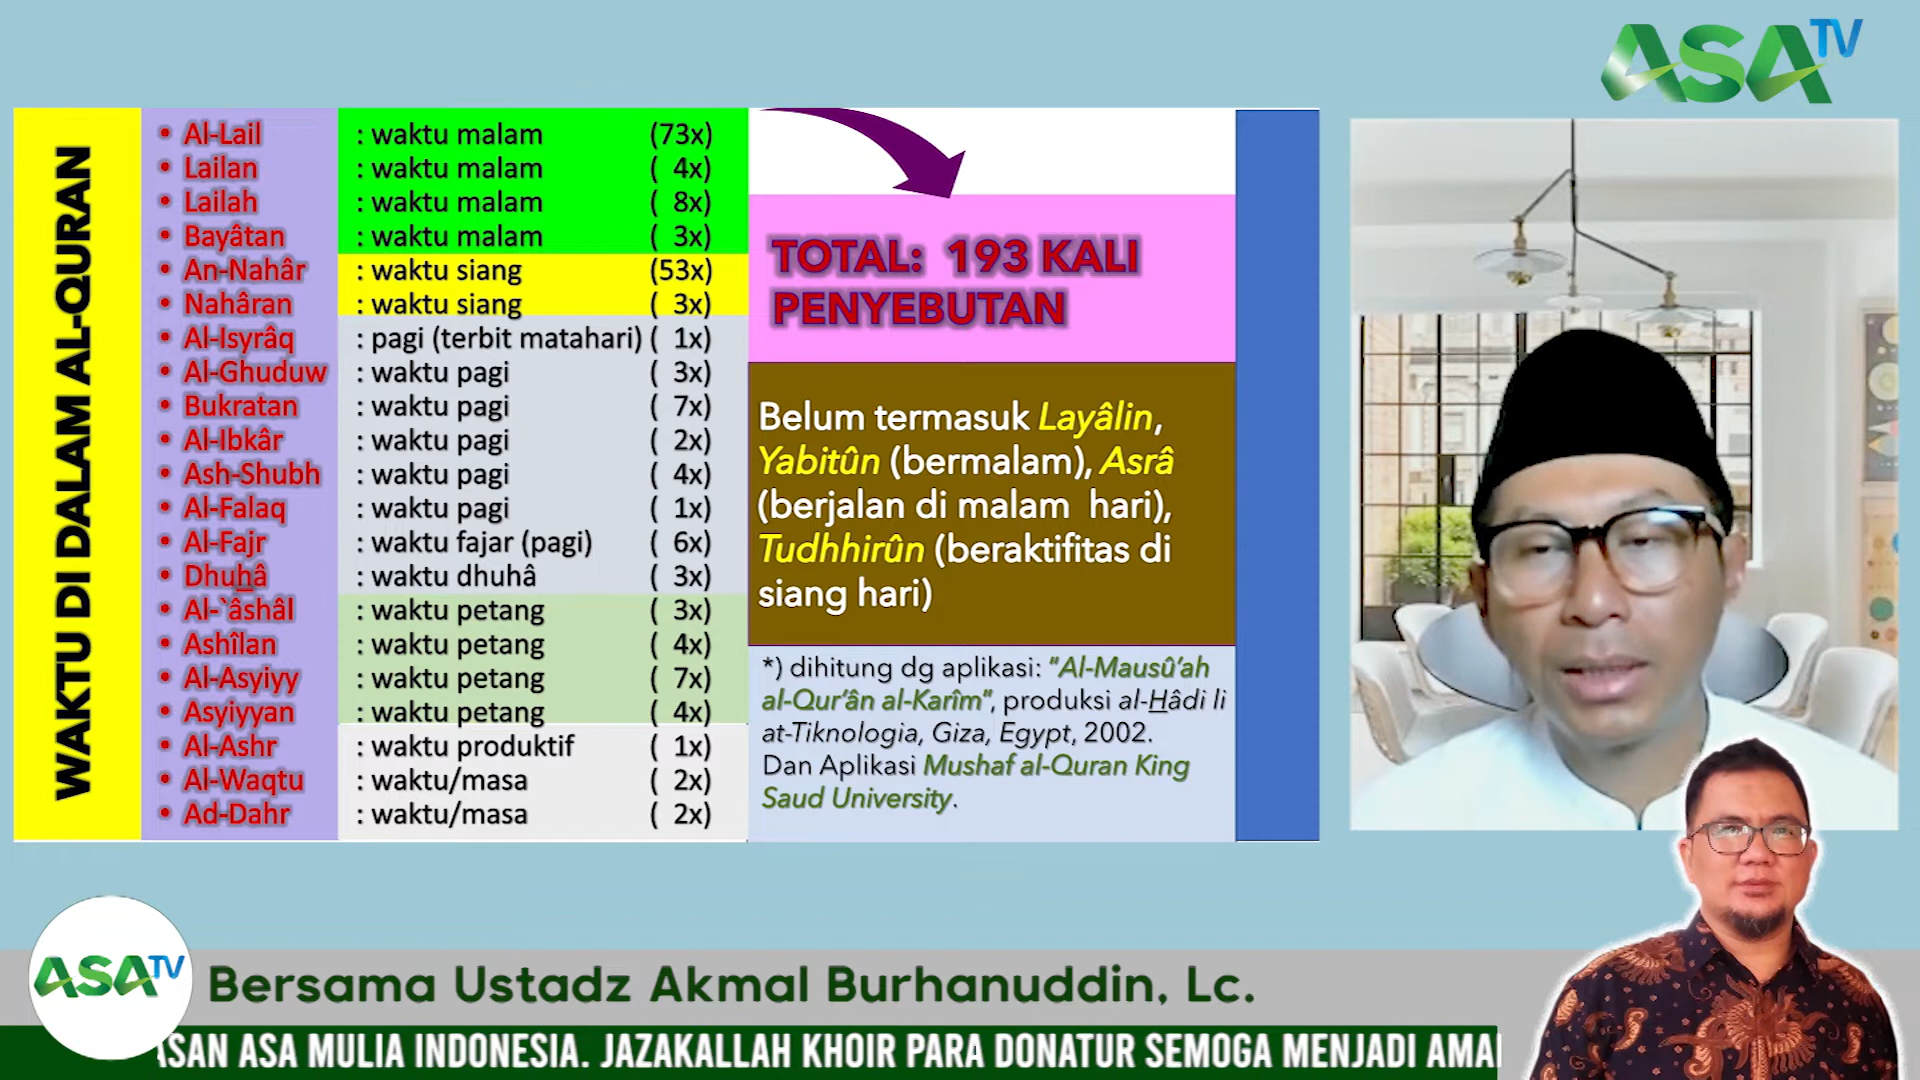 ASA TV
WAKTU DI DALAM AL-QURAN
• Al-Lail : waktu malam (73x)
• Lailan : waktu malam ( 4x)
• Lailah : waktu malam ( 8x)
• Bayâtan : waktu malam ( 3x)
• An-Nahâr : waktu siang (53x)
• Nahâran : waktu siang ( 3x)
• Al-Isyrâq : pagi (terbit matahari) ( 1x)
• Al-Ghuduw : waktu pagi ( 3x)
• Bukratan : waktu pagi ( 7x)
• Al-Ibkâr : waktu pagi ( 2x)
• Ash-Shubh : waktu pagi ( 4x)
• Al-Falaq : waktu pagi ( 1x)
• Al-Fajr : waktu fajar (pagi) ( 6x)
• Dhuhâ : waktu dhuhâ ( 3x)
• Al-`âshâl : waktu petang ( 3x)
• Ashîlan : waktu petang ( 4x)
• Al-Asyiyy : waktu petang ( 7x)
• Asyiyyan : waktu petang ( 4x)
• Al-Ashr : waktu produktif ( 1x)
• Al-Waqtu : waktu/masa ( 2x)
• Ad-Dahr : waktu/masa ( 2x)
TOTAL: 193 KALI
PENYEBUTAN
Belum termasuk Layâlin,
Yabitûn (bermalam), Asrâ
(berjalan di malam hari),
Tudhhirûn (beraktifitas di
siang hari)
*) dihitung dg aplikasi: "Al-Mausû'ah
al-Qur'ân al-Karîm", produksi al-Hâdi li
at-Tiknologia, Giza, Egypt, 2002.
Dan Aplikasi Mushaf al-Quran King
Saud University.
ASA TV
Bersama Ustadz Akmal Burhanuddin, Lc.
ASAN ASA MULIA INDONESIA. JAZAKALLAH KHOIR PARA DONATUR SEMOGA MENJADI AMA